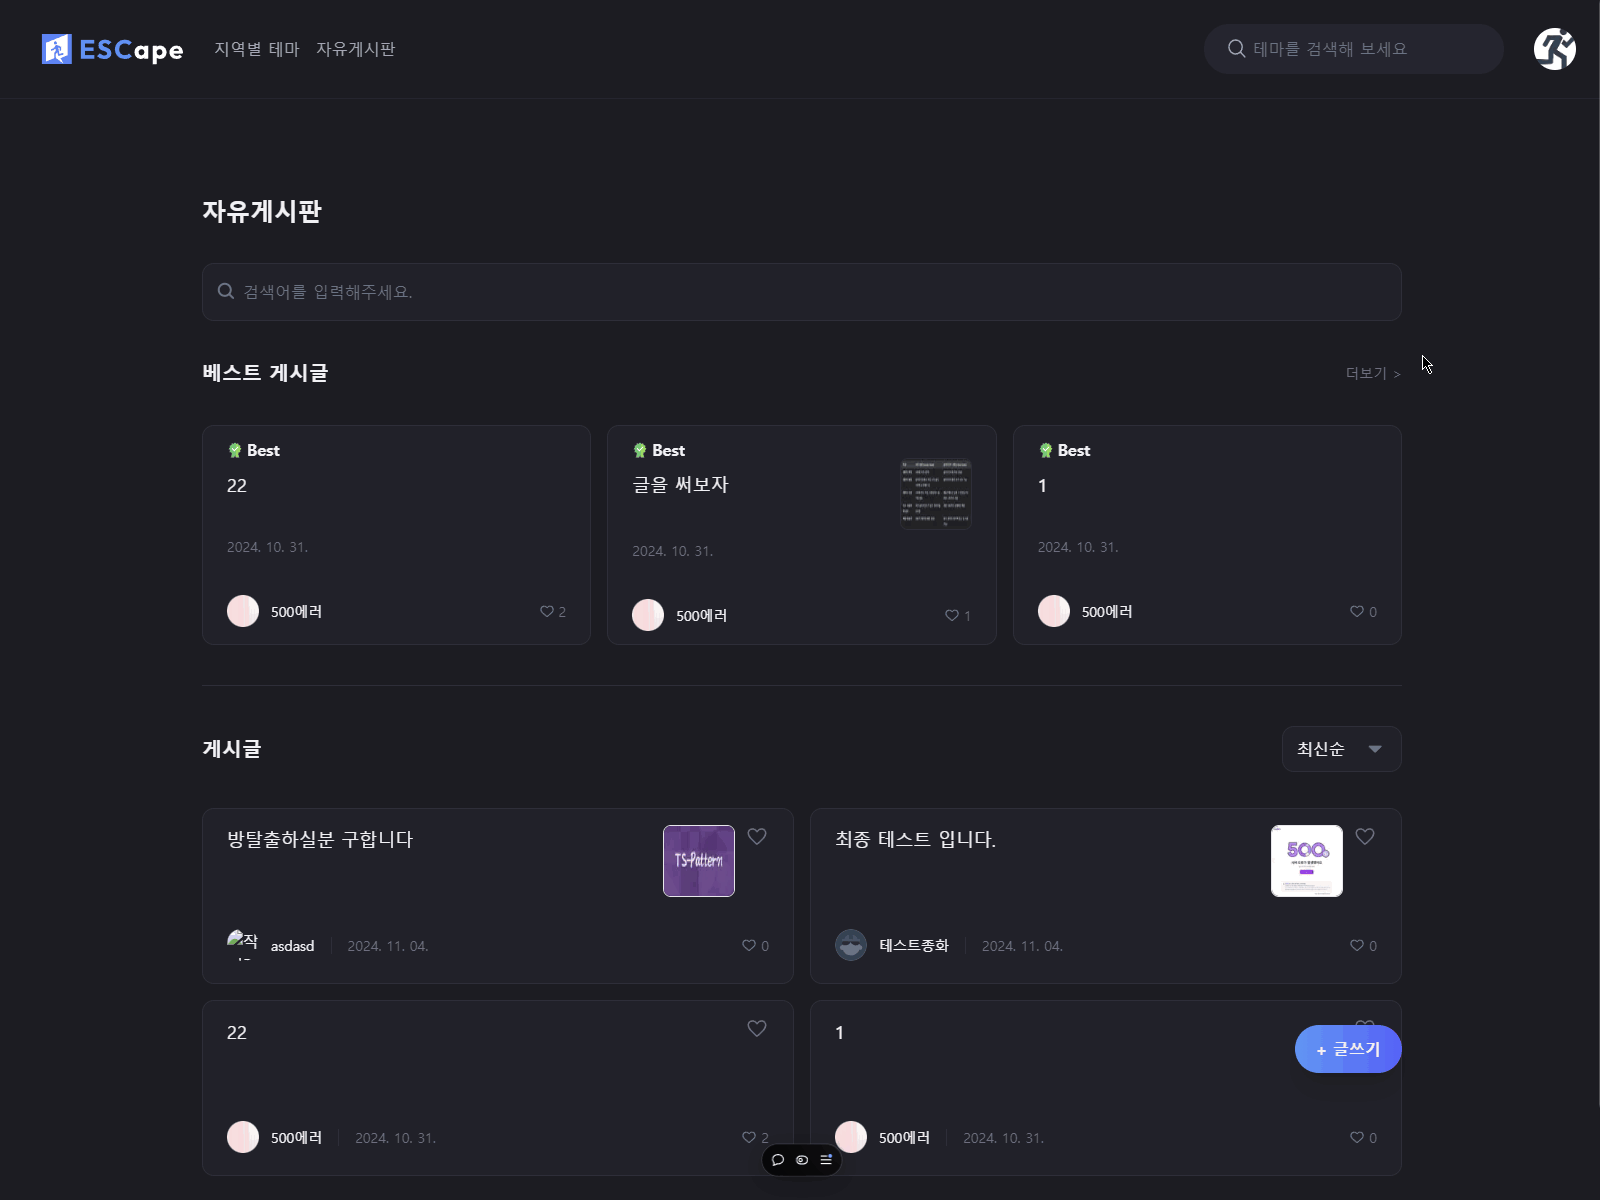 ESCape 지역별 테마 자유게시판 테마를 검색해 보세요
자유게시판
검색어를 입력해주세요.
베스트 게시글 더보기 >
Best
22
2024. 10. 31.
500에러 2
Best
글을 써보자
2024. 10. 31.
500에러 1
Best
1
2024. 10. 31.
500에러 0
게시글 최신순
방탈출하실분 구합니다
TS-Pattern
작
asdasd 2024. 11. 04. 0
최종 테스트 입니다.
500
테스트종화 2024. 11. 04. 0
22
500에러 2024. 10. 31. 2
1
+ 글쓰기
500에러 2024. 10. 31. 0